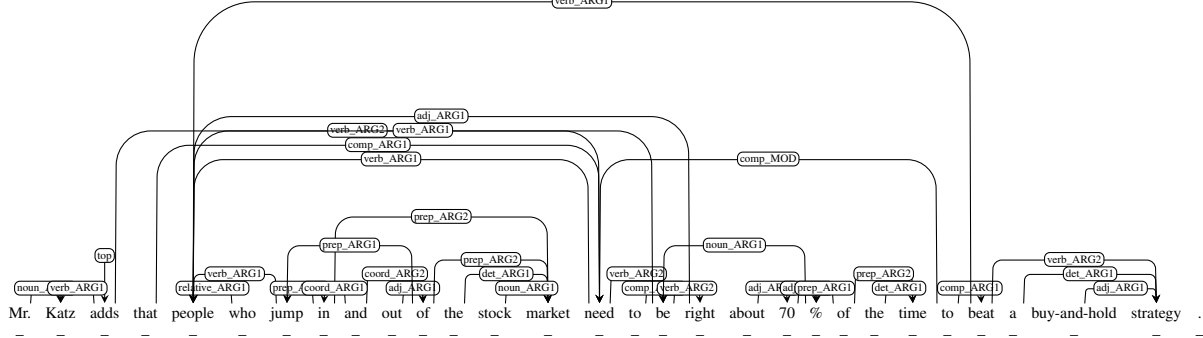 verb_ARG1
adj_ARG1
verb_ARG2 verb_ARG1
comp_ARG1
verb_ARG1 comp_MOD
prep_ARG2
prep_ARG1 noun_ARG1
top prep_ARG2 verb_ARG2
verb_ARG1 coord_ARG2 det_ARG1 verb_ARG2 prep_ARG2 det_ARG1
verb_ARG1 relative_ARG1 coord_ARG1 adj_ARG1 noun_ARG1 verb_ARG2 prep_ARG1 det_ARG1 comp_ARG1 adj_ARG1
Mr. Katz adds that people who jump in and out of the stock market need to be right about 70 % of the time to beat a buy-and-hold strategy .
_ _ _ _ _ _ _ _ _ _ _ _ _ _ _ _ _ _ _ _ _ _ _ _ _ _ _ _ _ _